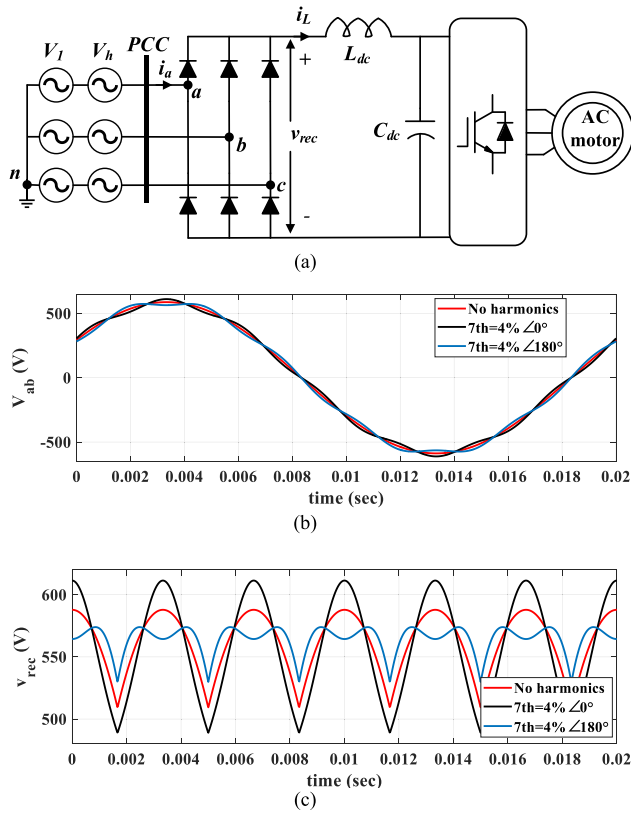 V1 Vh PCC
ia
a
b
c
n
iL
+
Ldc
vrec
Cdc
-
AC
motor
(a)
Vab (V)
500
0
-500
No harmonics
7th=4% ∠0°
7th=4% ∠180°
0 0.002 0.004 0.006 0.008 0.01 0.012 0.014 0.016 0.018 0.02
time (sec)
(b)
vrec (V)
600
550
500
No harmonics
7th=4% ∠0°
7th=4% ∠180°
0 0.002 0.004 0.006 0.008 0.01 0.012 0.014 0.016 0.018 0.02
time (sec)
(c)